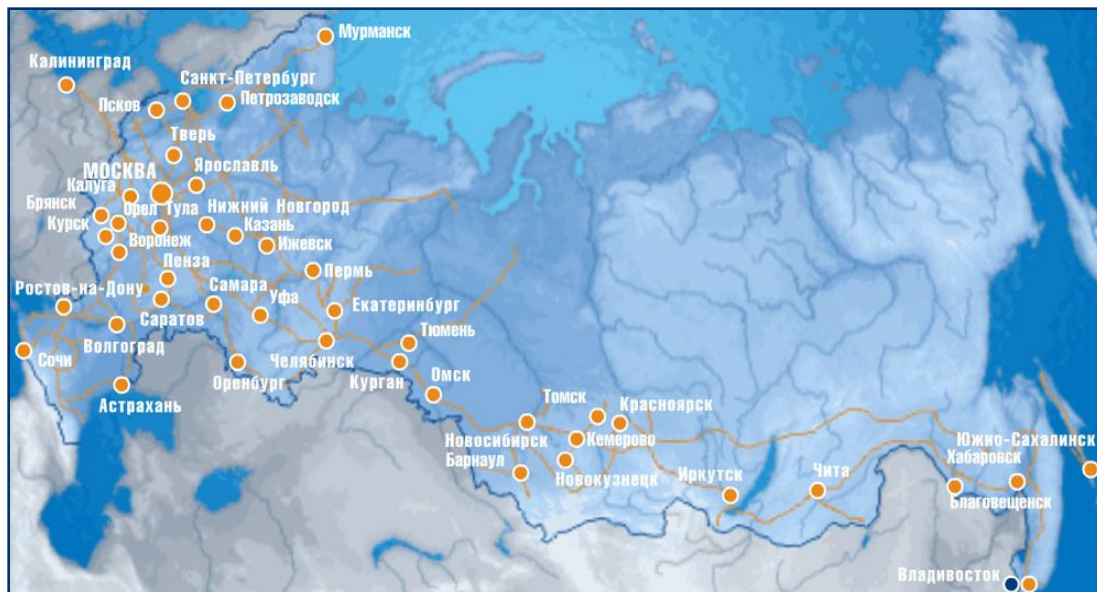 Мурманск
Калининград
Санкт-Петербург
Псков
Петрозаводск
Тверь
МОСКВА
Ярославль
Калуга
Брянск
Орел
Тула
Нижний Новгород
Курск
Казань
Воронеж
Ижевск
Пенза
Пермь
Ростов-ка-Дону
Самара
Уфа
Екатеринбург
Саратов
Тюмень
Волгоград
Челябинск
Сочи
Оренбург
Курган
Омск
Астрахань
Томск
Красноярск
Новосибирск
Кемерово
Южно-Сахалинск
Барнаул
Новокузнецк
Иркутск
Чита
Хабаровск
Благовещенск
Владивосток